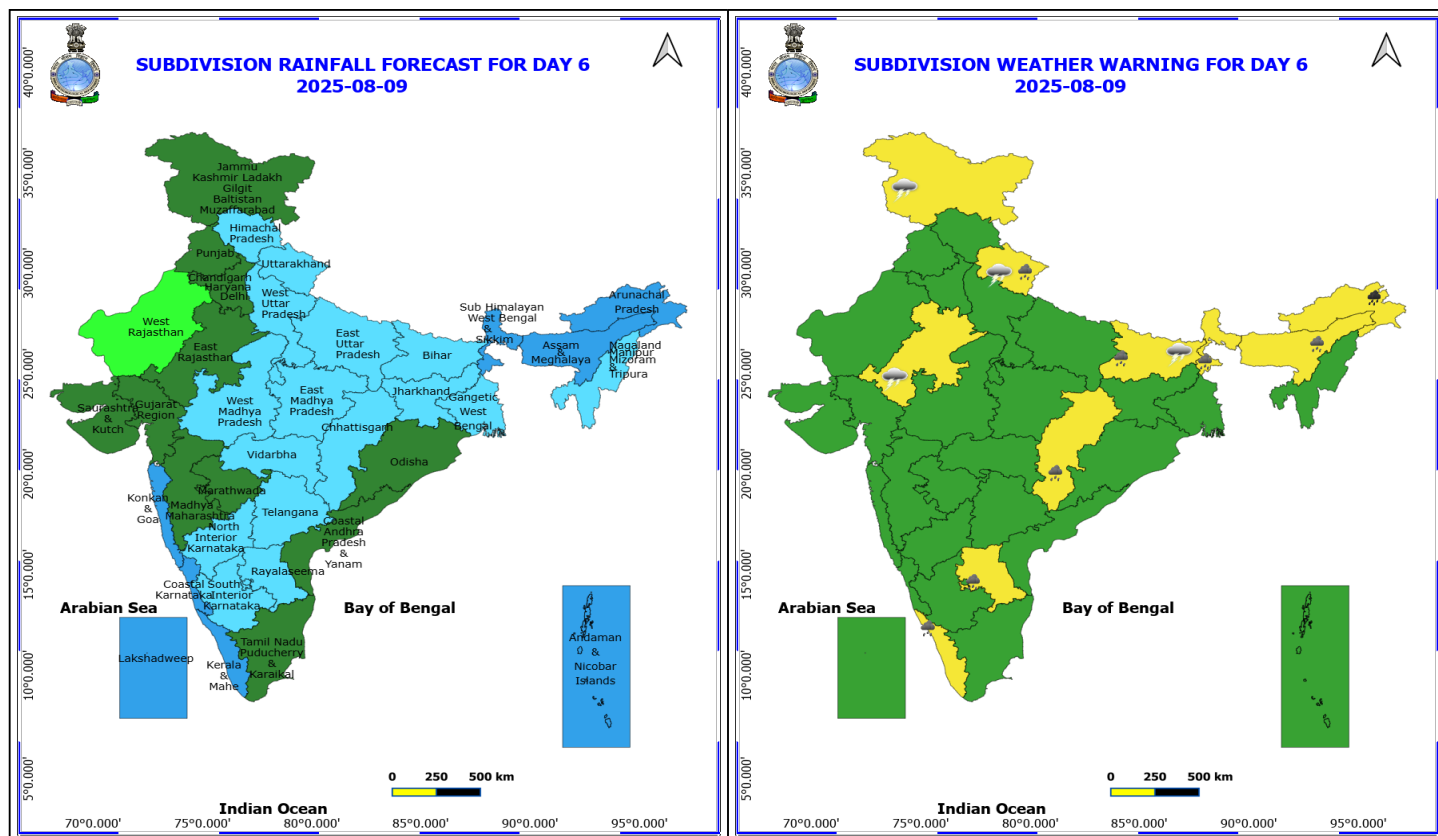 SUBDIVISION RAINFALL FORECAST FOR DAY 6
2025-08-09
40°0.000'
35°0.000'
30°0.000'
25°0.000'
20°0.000'
15°0.000'
10°0.000'
5°0.000'
Jammu
Kashmir Ladakh
Gilgit
Baltistan
Muzaffarabad
Himachal
Pradesh
Punjab
Uttarakhand
Chandigarh
Haryana
Delhi
West
Uttar
Pradesh
West
Rajasthan
East
Rajasthan
East
Uttar
Pradesh
Bihar
Sub Himalayan
West Bengal
&
Sikkim
Arunachal
Pradesh
Assam
&
Meghalaya
Nagaland
Manipur
Mizoram
&
Tripura
Saurashtra
&
Kutch
Gujarat
Region
West
Madhya
Pradesh
East
Madhya
Pradesh
Jharkhand
Gangetic
West
Bengal
Chhattisgarh
Vidarbha
Odisha
Konkan
&
Goa
Marathwada
Madhya
Maharashtra
Telangana
North
Interior
Karnataka
Coastal
Andhra
Pradesh
&
Yanam
Rayalaseema
Coastal
Karnataka
South
Interior
Karnataka
Arabian Sea
Bay of Bengal
Lakshadweep
Kerala
&
Mahe
Tamil Nadu
Puducherry
&
Karaikal
Andaman
&
Nicobar
Islands
0 250 500 km
Indian Ocean
70°0.000' 75°0.000' 80°0.000' 85°0.000' 90°0.000' 95°0.000'
SUBDIVISION WEATHER WARNING FOR DAY 6
2025-08-09
40°0.000'
35°0.000'
30°0.000'
25°0.000'
20°0.000'
15°0.000'
10°0.000'
5°0.000'
Arabian Sea
Bay of Bengal
0 250 500 km
Indian Ocean
70°0.000' 75°0.000' 80°0.000' 85°0.000' 90°0.000' 95°0.000'